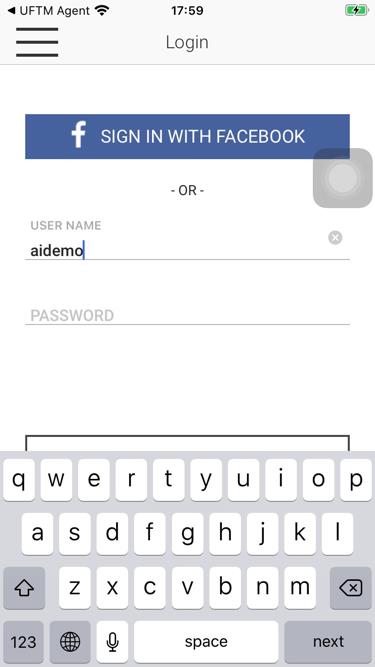 ◀ UFTM Agent 17:59
Login
f SIGN IN WITH FACEBOOK
- OR -
USER NAME
aidemo
PASSWORD
q w e r t y u i o p
a s d f g h j k l
z x c v b n m
123 space next